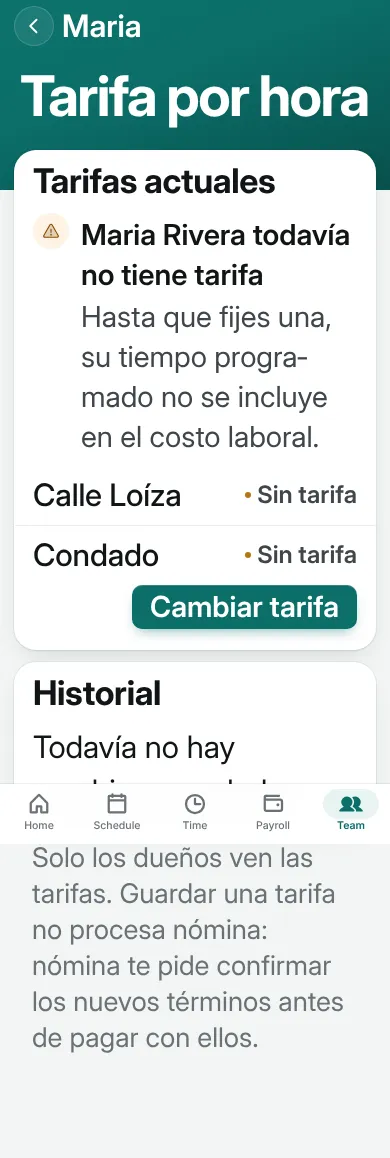 Maria
Tarifa por hora
Tarifas actuales
Maria Rivera todavía
no tiene tarifa
Hasta que fijes una,
su tiempo progra-
mado no se incluye
en el costo laboral.
Calle Loíza
Sin tarifa
Condado
Sin tarifa
Cambiar tarifa
Historial
Todavía no hay
Home
Schedule
Time
Payroll
Team
Solo los dueños ven las
tarifas. Guardar una tarifa
no procesa nómina:
nómina te pide confirmar
los nuevos términos antes
de pagar con ellos.